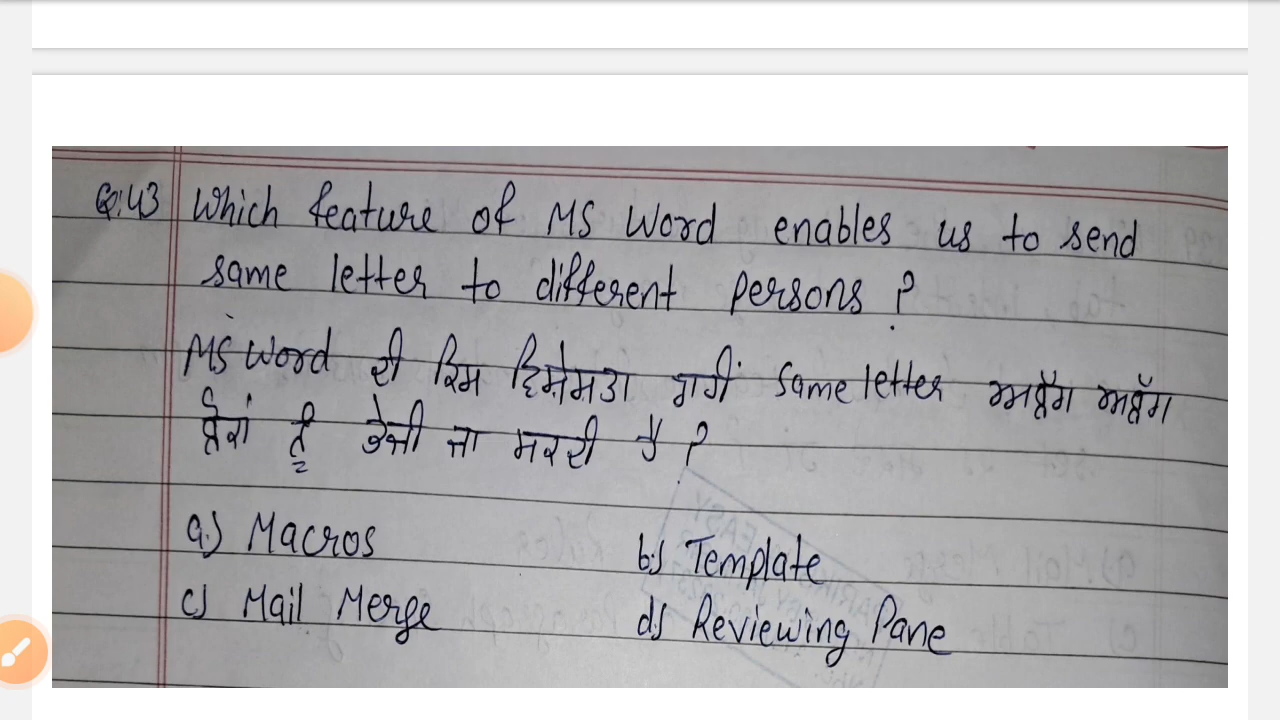 Q.43 Which feature of MS Word enables us to send
same letter to different persons ?
MS Word ਦੀ ਕਿਸ ਵਿਸ਼ੇਸਤਾ ਰਾਹੀਂ same letter ਅਲੱਗ ਅਲੱਗ
ਲੋਕਾਂ ਨੂੰ ਭੇਜੀ ਜਾ ਸਕਦੀ ਹੈ ?
a.) Macros
b.) Template
c) Mail Merge
d) Reviewing Pane